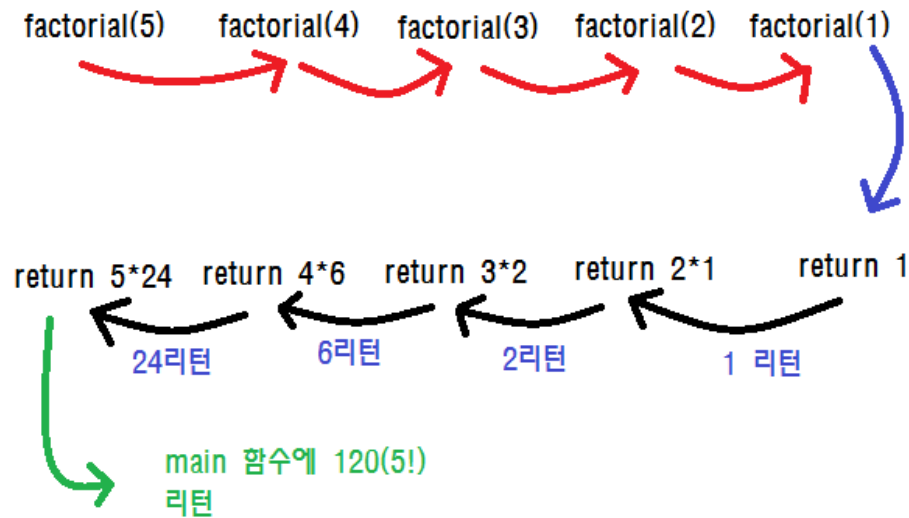 factorial(5) factorial(4) factorial(3) factorial(2) factorial(1)
return 5*24 return 4*6 return 3*2 return 2*1 return 1
24리턴 6리턴 2리턴 1 리턴
main 함수에 120(5!)
리턴